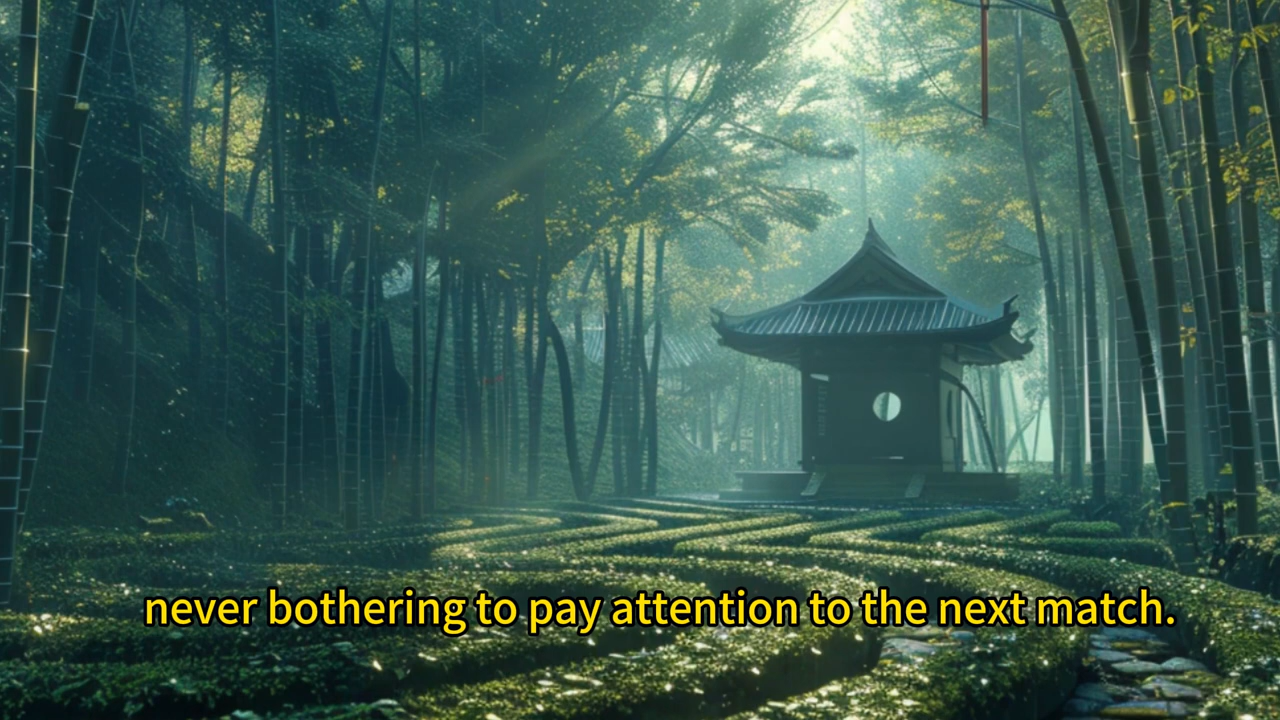 never bothering to pay attention to the next match.